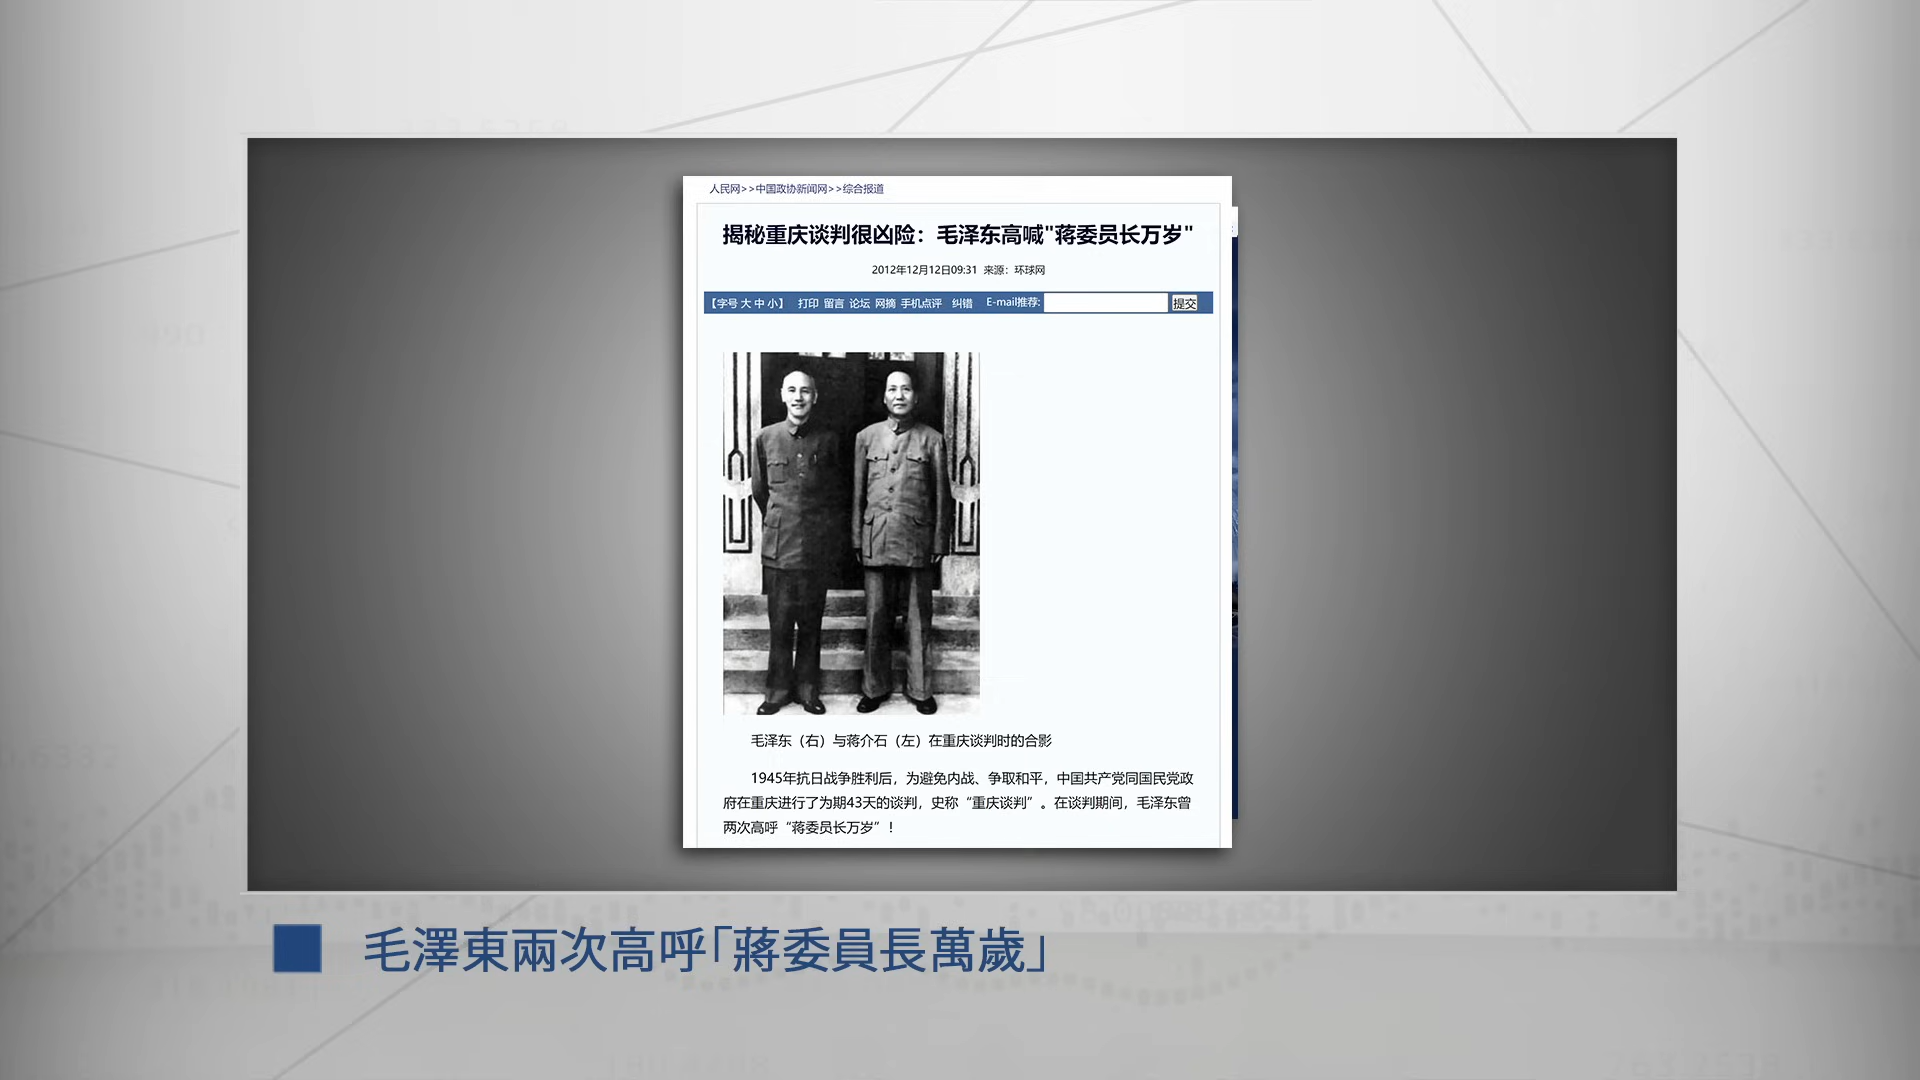 人民网>>中国政协新闻网>>综合报道
揭秘重庆谈判很凶险：毛泽东高喊"蒋委员长万岁"
2012年12月12日09:31 来源：环球网
【字号 大 中 小】 打印 留言 论坛 网摘 手机点评 纠错 E-mail推荐: 提交
毛泽东（右）与蒋介石（左）在重庆谈判时的合影
1945年抗日战争胜利后，为避免内战、争取和平，中国共产党同国民党政
府在重庆进行了为期43天的谈判，史称“重庆谈判”。在谈判期间，毛泽东曾
两次高呼“蒋委员长万岁”！
毛澤東兩次高呼「蔣委員長萬歲」